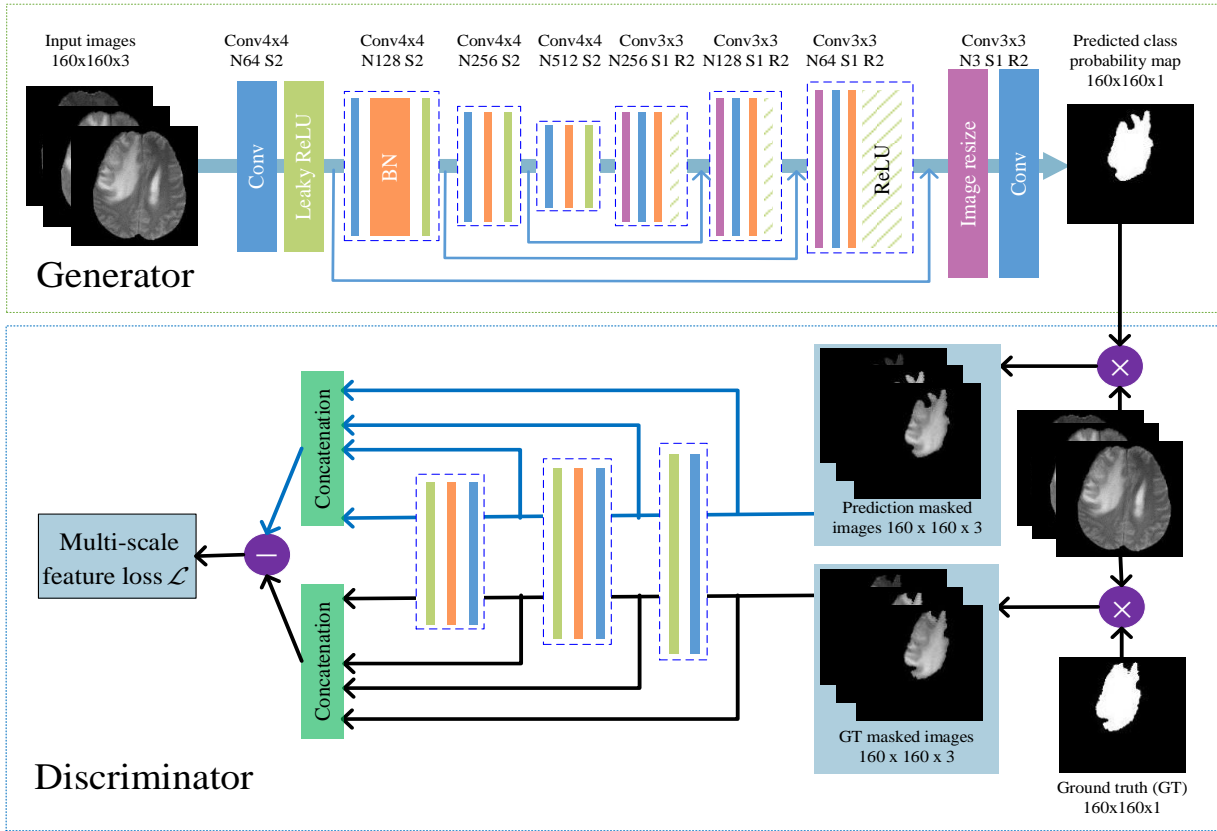 Input images
160x160x3
Conv4x4
N64 S2
Conv4x4
N128 S2
Conv4x4
N256 S2
Conv4x4
N512 S2
Conv3x3
N256 S1 R2
Conv3x3
N128 S1 R2
Conv3x3
N64 S1 R2
Conv3x3
N3 S1 R2
Predicted class
probability map
160x160x1
Conv
Leaky ReLU
BN
ReLU
Image resize
Conv
Generator
Concatenation
×
Prediction masked
images 160 x 160 x 3
Multi-scale
feature loss ℒ
−
Concatenation
×
GT masked images
160 x 160 x 3
Discriminator
Ground truth (GT)
160x160x1